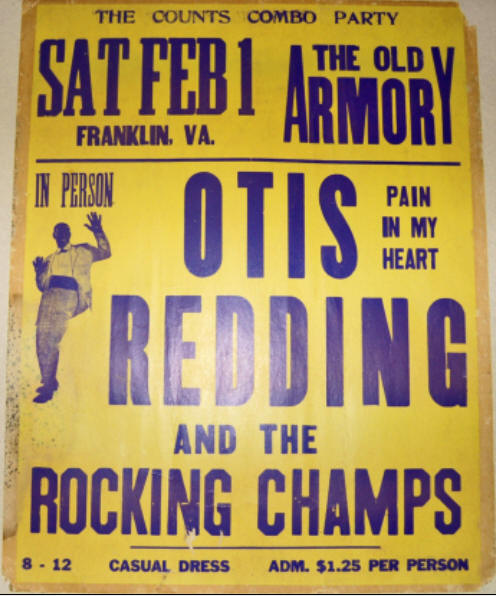 THE COUNTS COMBO PARTY
SAT FEB 1
THE OLD
ARMORY
FRANKLIN, VA.
IN PERSON
OTIS
PAIN
IN MY
HEART
REDDING
AND THE
ROCKING CHAMPS
8 - 12 CASUAL DRESS ADM. $1.25 PER PERSON